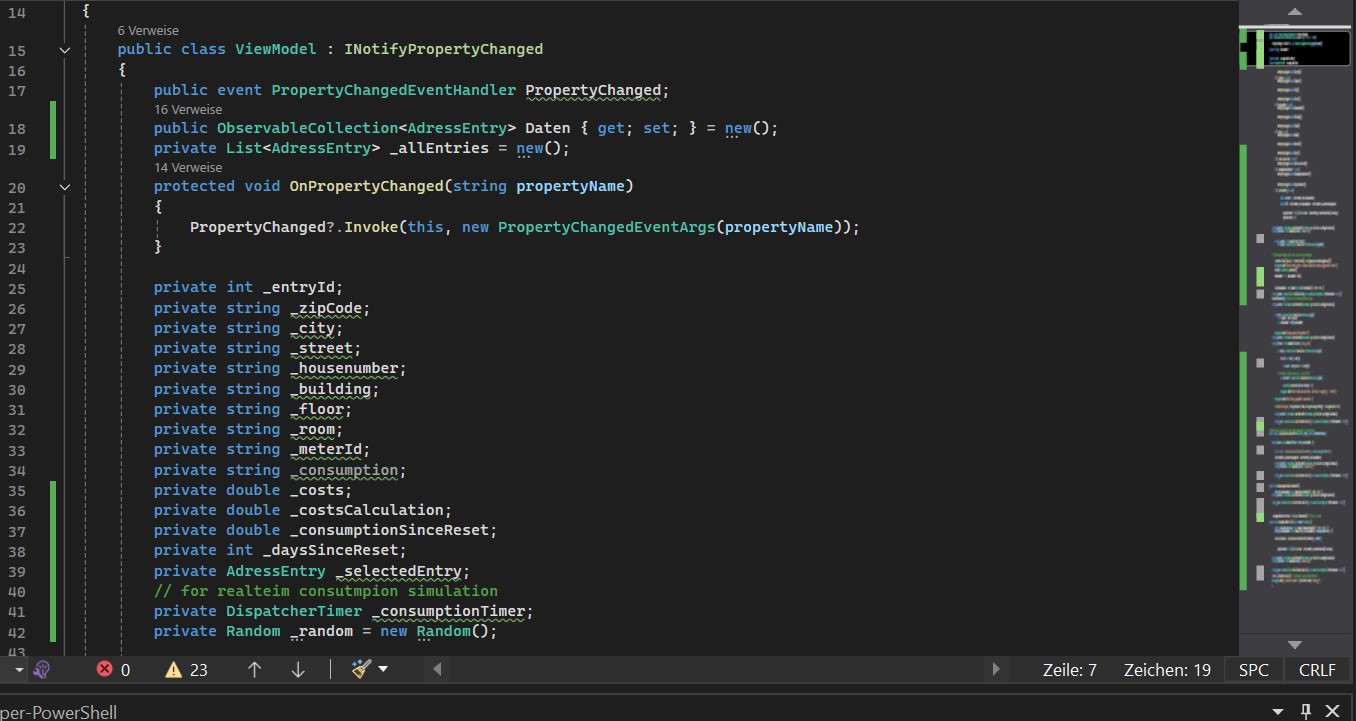 14 {
6 Verweise
15 public class ViewModel : INotifyPropertyChanged
16 {
17 public event PropertyChangedEventHandler PropertyChanged;
16 Verweise
18 public ObservableCollection<AdressEntry> Daten { get; set; } = new();
19 private List<AdressEntry> _allEntries = new();
14 Verweise
20 protected void OnPropertyChanged(string propertyName)
21 {
22 PropertyChanged?.Invoke(this, new PropertyChangedEventArgs(propertyName));
23 }
24
25 private int _entryId;
26 private string _zipCode;
27 private string _city;
28 private string _street;
29 private string _housenumber;
30 private string _building;
31 private string _floor;
32 private string _room;
33 private string _meterId;
34 private string _consumption;
35 private double _costs;
36 private double _costsCalculation;
37 private double _consumptionSinceReset;
38 private int _daysSinceReset;
39 private AdressEntry _selectedEntry;
40 // for realteim consutmpion simulation
41 private DispatcherTimer _consumptionTimer;
42 private Random _random = new Random();
43
0 23 Zeile: 7 Zeichen: 19 SPC CRLF
per-PowerShell